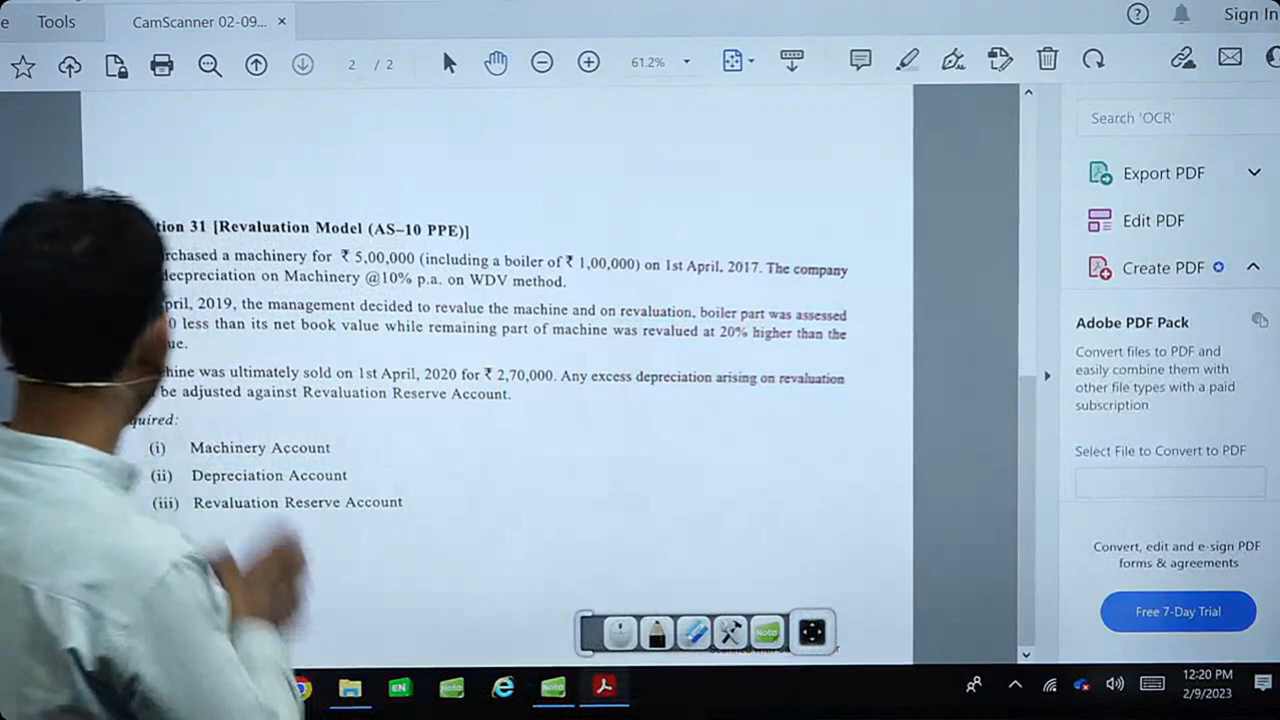 Tools
CamScanner 02-09... ×
Sign In
2 / 2
61.2%
tion 31 [Revaluation Model (AS–10 PPE)]
rchased a machinery for ₹ 5,00,000 (including a boiler of ₹ 1,00,000) on 1st April, 2017. The company
decpreciation on Machinery @10% p.a. on WDV method.
pril, 2019, the management decided to revalue the machine and on revaluation, boiler part was assessed
0 less than its net book value while remaining part of machine was revalued at 20% higher than the
ue.
hine was ultimately sold on 1st April, 2020 for ₹ 2,70,000. Any excess depreciation arising on revaluation
be adjusted against Revaluation Reserve Account.
quired:
(i) Machinery Account
(ii) Depreciation Account
(iii) Revaluation Reserve Account
Search 'OCR'
Export PDF
Edit PDF
Create PDF
Adobe PDF Pack
Convert files to PDF and
easily combine them with
other file types with a paid
subscription
Select File to Convert to PDF
Convert, edit and e-sign PDF
forms & agreements
Free 7-Day Trial
Note
EN
Note
Note
12:20 PM
2/9/2023